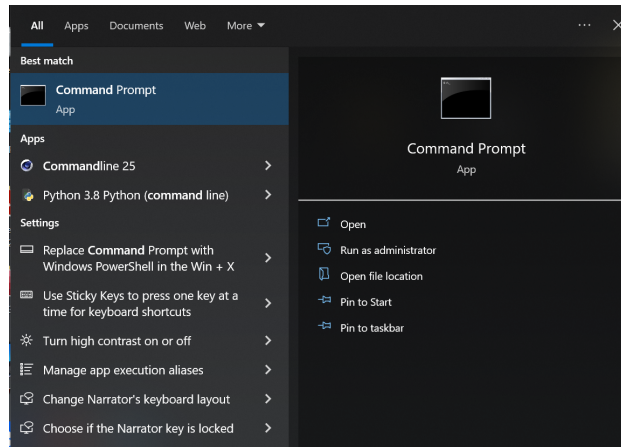 All Apps Documents Web More
Best match
Command Prompt
App
Apps
Commandline 25
Python 3.8 Python (command line)
Settings
Replace Command Prompt with
Windows PowerShell in the Win + X
Use Sticky Keys to press one key at a
time for keyboard shortcuts
Turn high contrast on or off
Manage app execution aliases
Change Narrator's keyboard layout
Choose if the Narrator key is locked
Command Prompt
App
Open
Run as administrator
Open file location
Pin to Start
Pin to taskbar